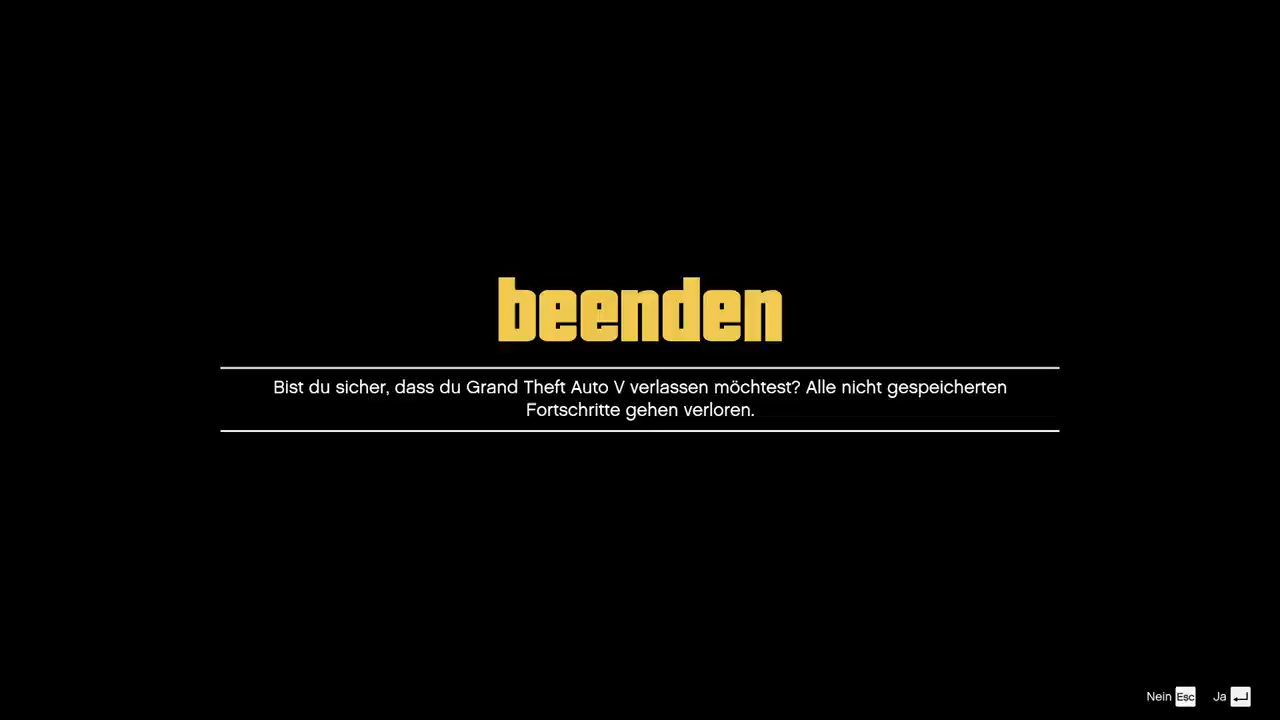 beenden
Bist du sicher, dass du Grand Theft Auto V verlassen möchtest? Alle nicht gespeicherten
Fortschritte gehen verloren.
Nein Esc Ja